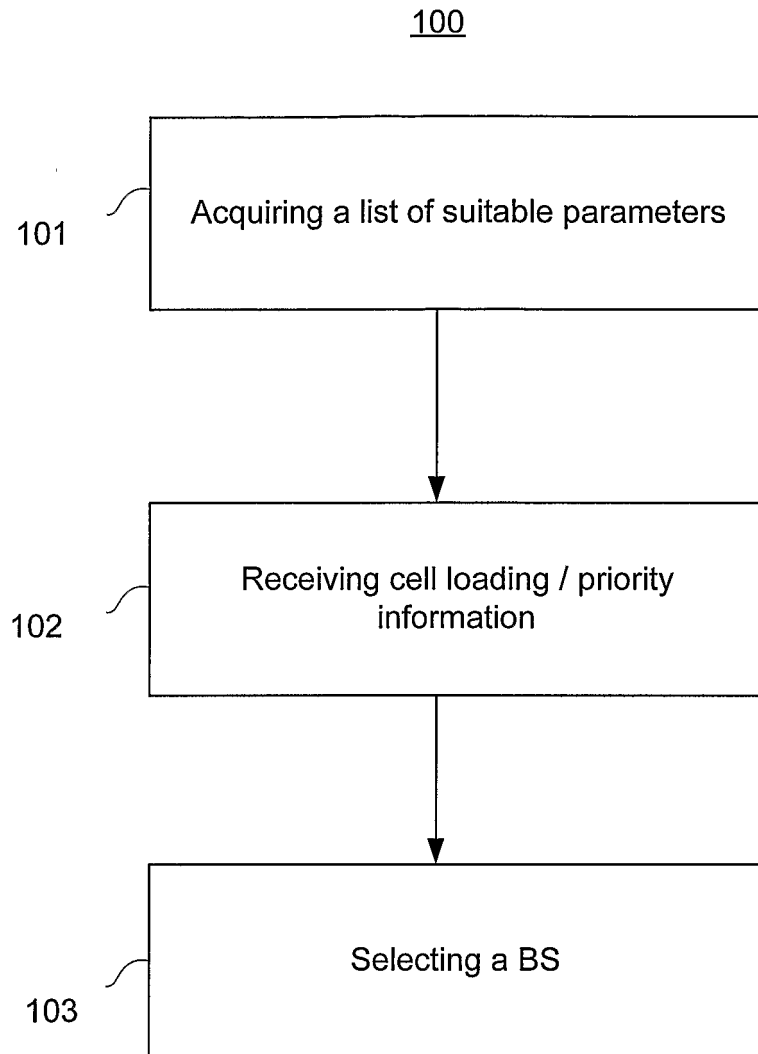 100
Acquiring a list of suitable parameters
101
Receiving cell loading / priority
information
102
Selecting a BS
103